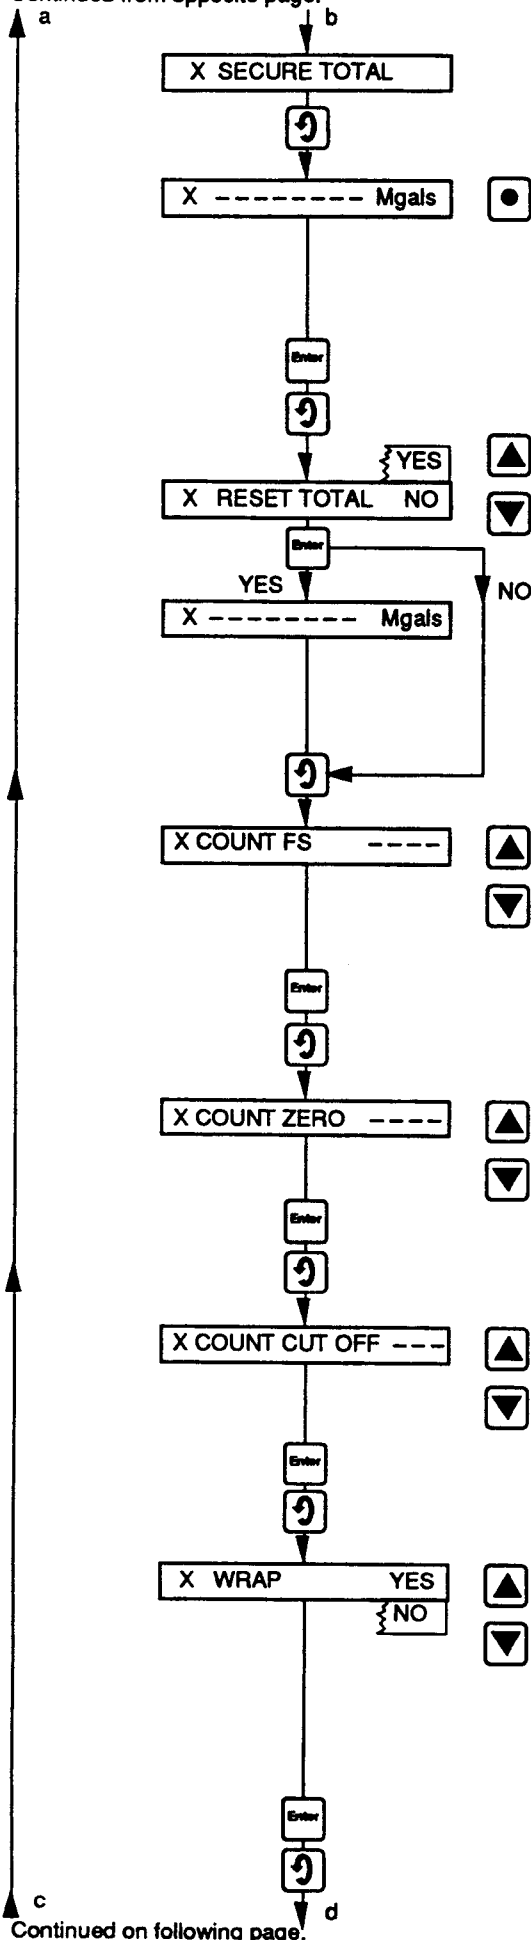 Continued from opposite page.
a
b
X SECURE TOTAL
X -------- Mgals
Enter
YES
X RESET TOTAL NO
Enter
YES
NO
X -------- Mgals
X COUNT FS ----
Enter
X COUNT ZERO ----
Enter
X COUNT CUT OFF ---
Enter
X WRAP YES
NO
Enter
c
d
Continued on following page.